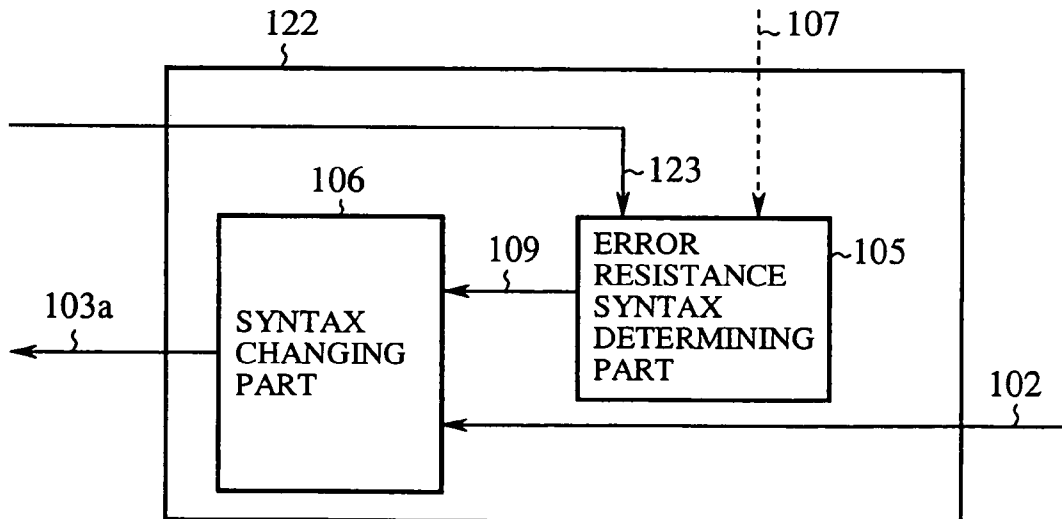 122
107
123
106
109
ERROR
RESISTANCE
SYNTAX
DETERMINING
PART
105
103a
SYNTAX
CHANGING
PART
102